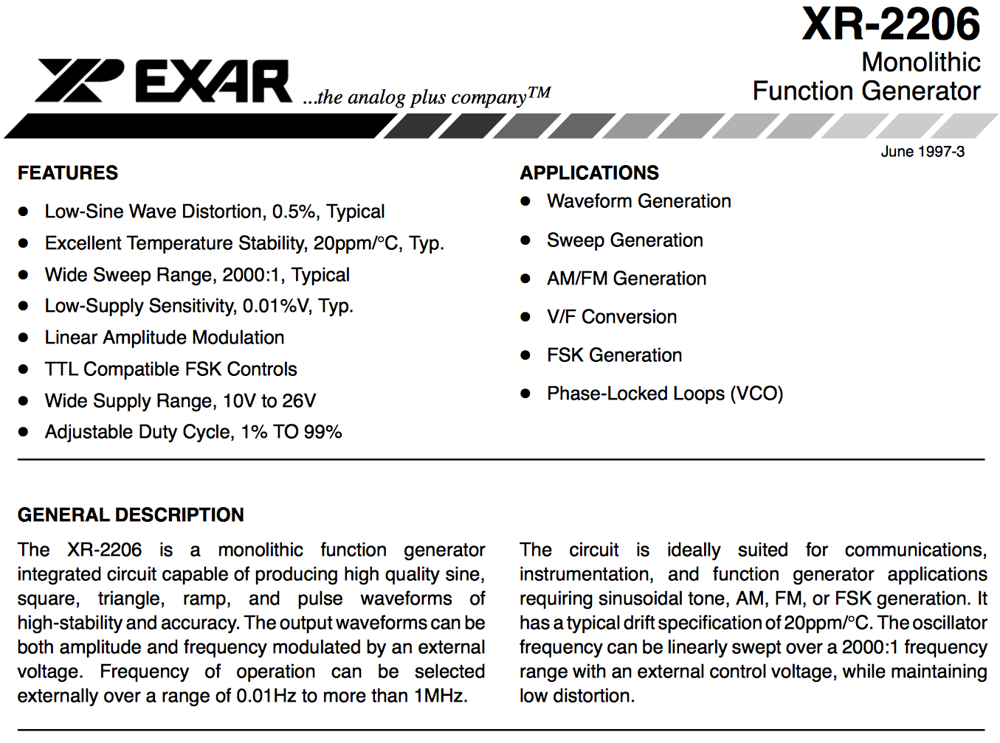 XR-2206
Monolithic
Function Generator
EXAR ...the analog plus company™
June 1997-3
FEATURES
● Low-Sine Wave Distortion, 0.5%, Typical
● Excellent Temperature Stability, 20ppm/°C, Typ.
● Wide Sweep Range, 2000:1, Typical
● Low-Supply Sensitivity, 0.01%V, Typ.
● Linear Amplitude Modulation
● TTL Compatible FSK Controls
● Wide Supply Range, 10V to 26V
● Adjustable Duty Cycle, 1% TO 99%
APPLICATIONS
● Waveform Generation
● Sweep Generation
● AM/FM Generation
● V/F Conversion
● FSK Generation
● Phase-Locked Loops (VCO)
GENERAL DESCRIPTION
The XR-2206 is a monolithic function generator
integrated circuit capable of producing high quality sine,
square, triangle, ramp, and pulse waveforms of
high-stability and accuracy. The output waveforms can be
both amplitude and frequency modulated by an external
voltage. Frequency of operation can be selected
externally over a range of 0.01Hz to more than 1MHz.
The circuit is ideally suited for communications,
instrumentation, and function generator applications
requiring sinusoidal tone, AM, FM, or FSK generation. It
has a typical drift specification of 20ppm/°C. The oscillator
frequency can be linearly swept over a 2000:1 frequency
range with an external control voltage, while maintaining
low distortion.